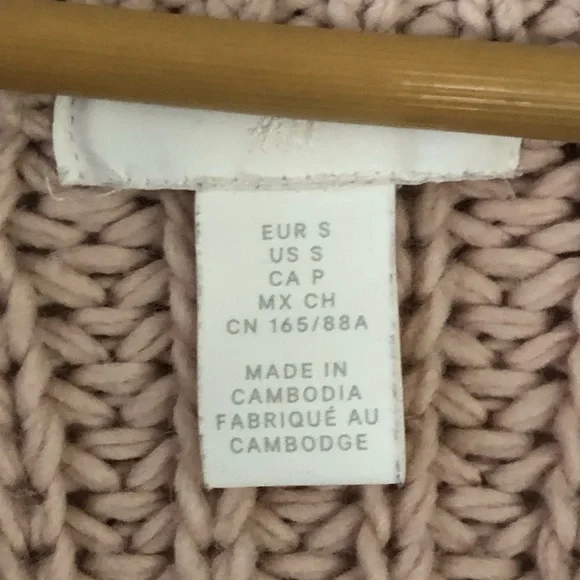 EUR S
US S
CA P
MX CH
CN 165/88A
MADE IN
CAMBODIA
FABRIQUÉ AU
CAMBODGE